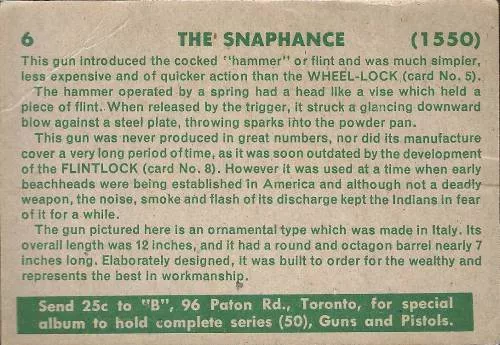 6 THE SNAPHANCE (1550)
This gun introduced the cocked "hammer" or flint and was much simpler,
less expensive and of quicker action than the WHEEL-LOCK (card No. 5).
The hammer operated by a spring had a head like a vise which held a
piece of flint. When released by the trigger, it struck a glancing downward
blow against a steel plate, throwing sparks into the powder pan.
This gun was never produced in great numbers, nor did its manufacture
cover a very long period of time, as it was soon outdated by the development
of the FLINTLOCK (card No. 8). However it was used at a time when early
beachheads were being established in America and although not a deadly
weapon, the noise, smoke and flash of its discharge kept the Indians in fear
of it for a while.
The gun pictured here is an ornamental type which was made in Italy. Its
overall length was 12 inches, and it had a round and octagon barrel nearly 7
inches long. Elaborately designed, it was built to order for the wealthy and
represents the best in workmanship.
Send 25c to "B", 96 Paton Rd., Toronto, for special
album to hold complete series (50), Guns and Pistols.